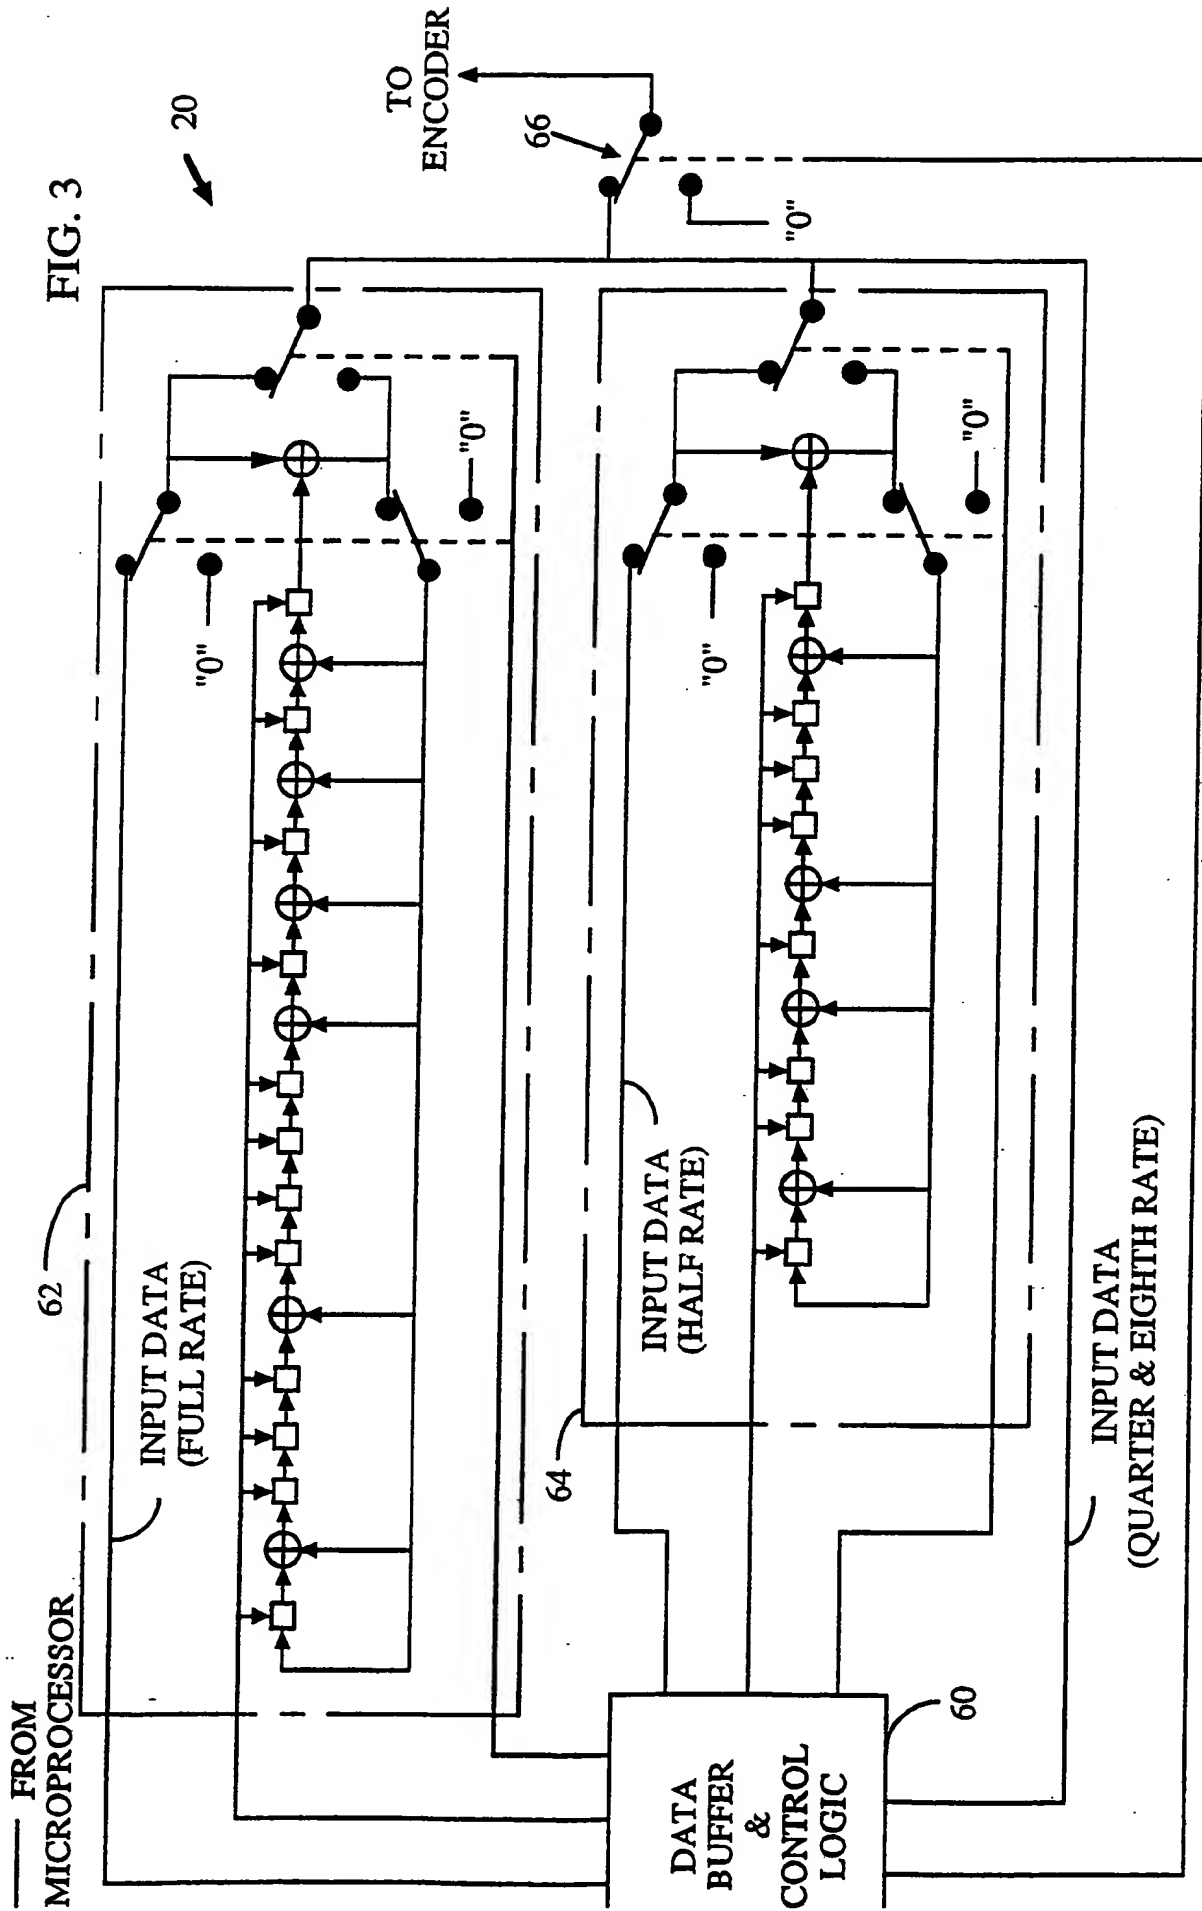 FIG. 3
20
62
INPUT DATA
(FULL RATE)
"0"
"0"
TO
ENCODER
66
"0"
FROM
MICROPROCESSOR
64
INPUT DATA
(HALF RATE)
"0"
"0"
DATA
BUFFER
&
CONTROL
LOGIC
60
INPUT DATA
(QUARTER & EIGHTH RATE)